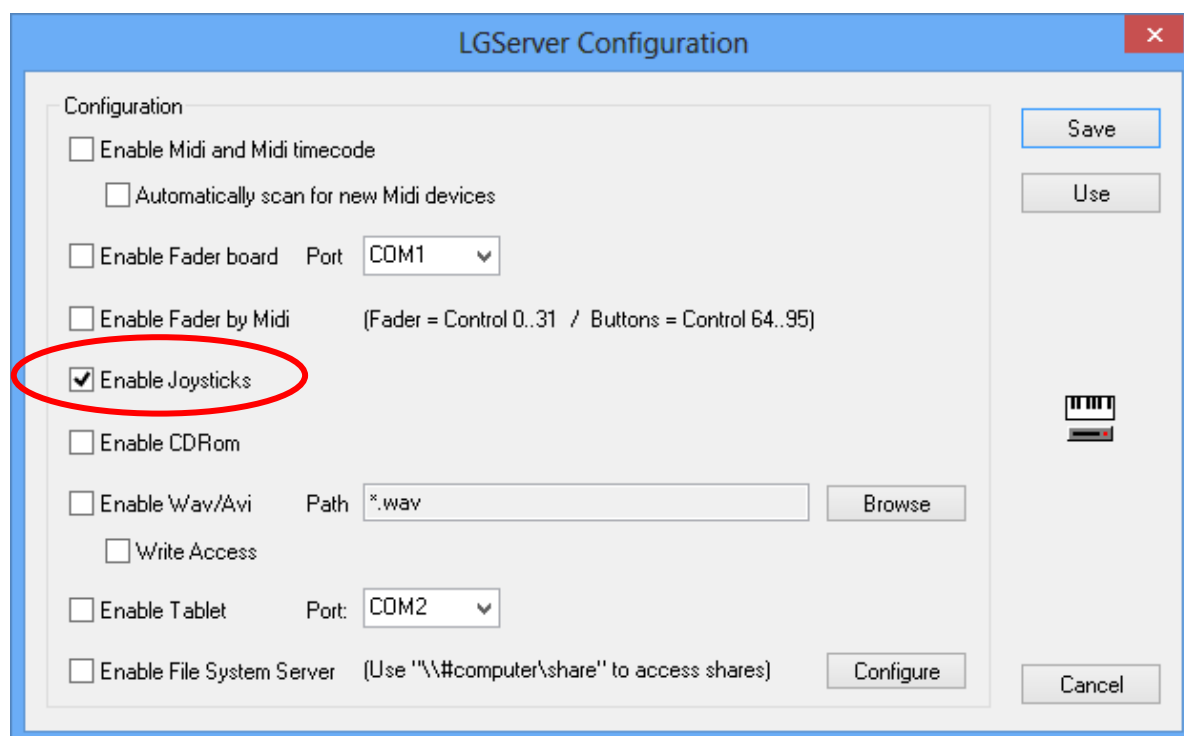 LGServer Configuration
Configuration
Save
Enable Midi and Midi timecode
Automatically scan for new Midi devices
Use
Enable Fader board Port COM1
Enable Fader by Midi (Fader = Control 0..31 / Buttons = Control 64..95)
Enable Joysticks
Enable CDRom
Enable Wav/Avi Path *.wav Browse
Write Access
Enable Tablet Port: COM2
Enable File System Server (Use "\\#computer\share" to access shares) Configure
Cancel